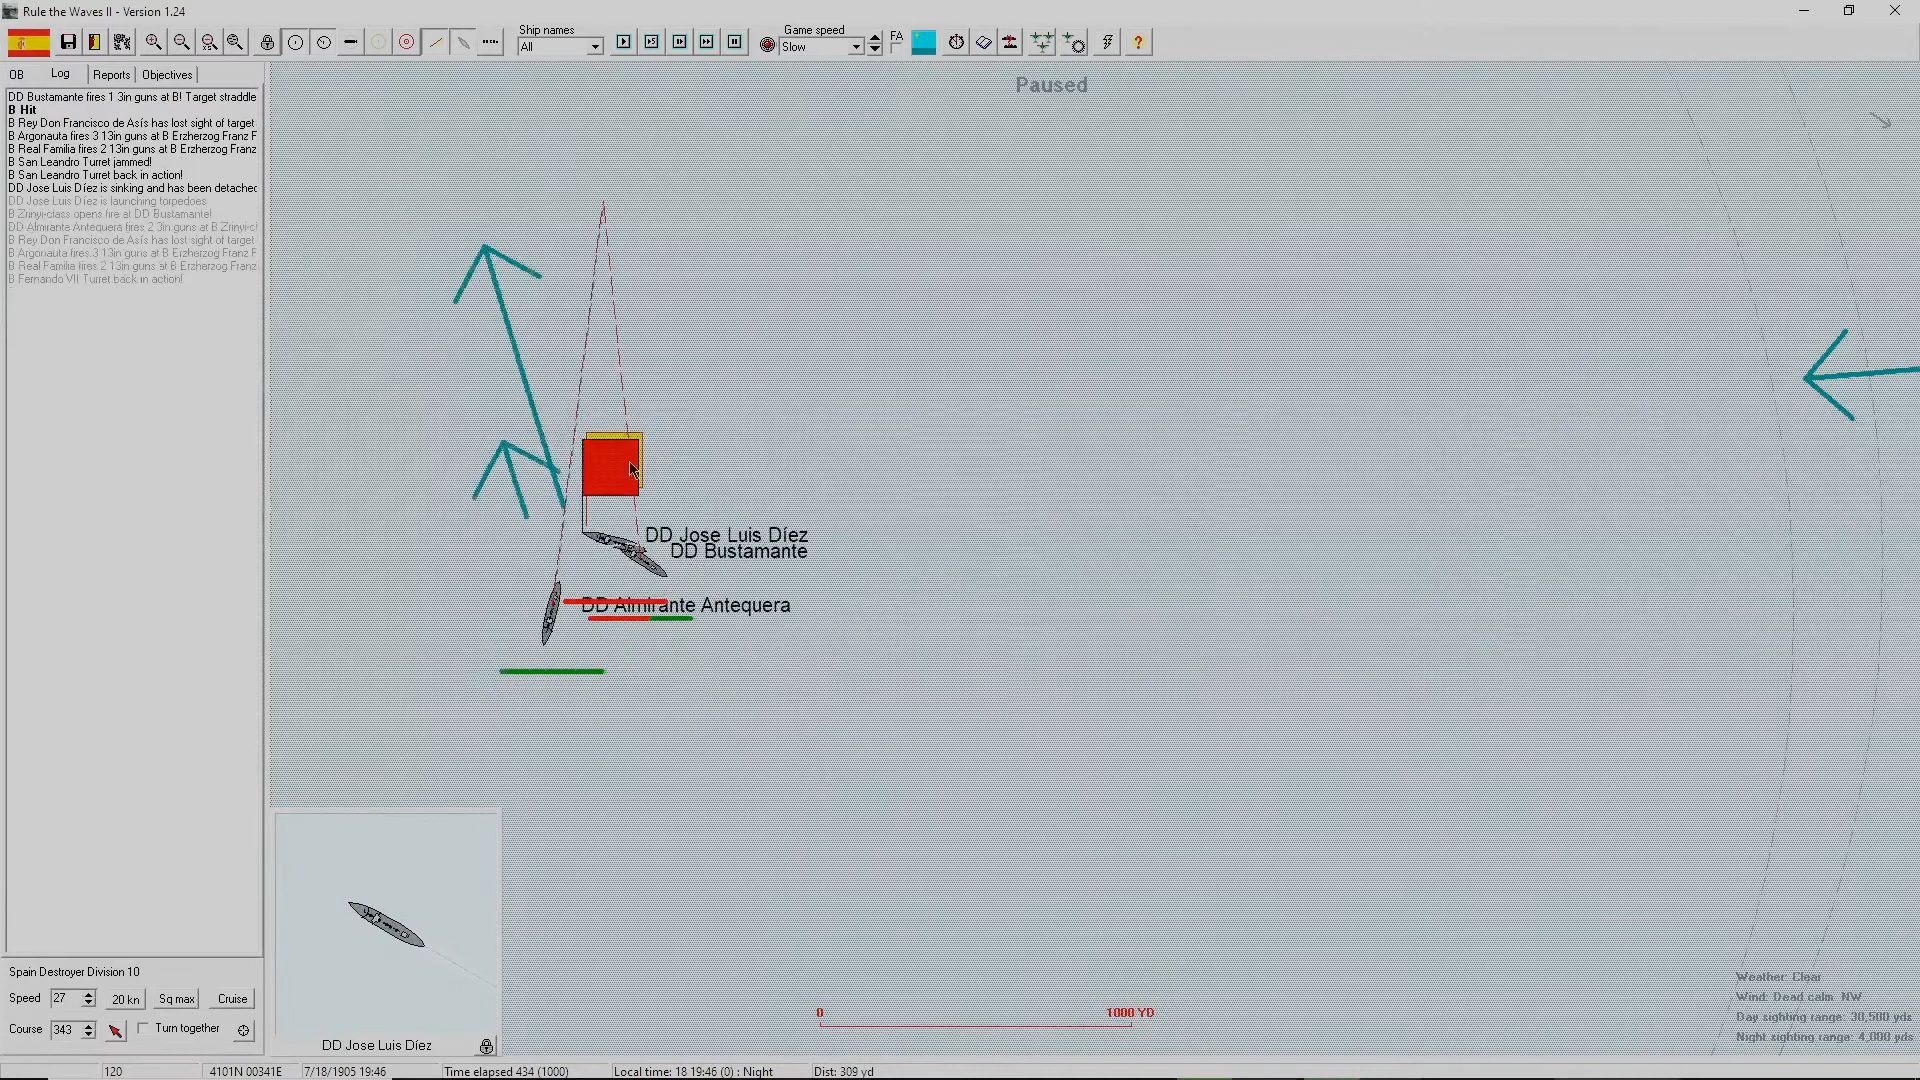 Rule the Waves II - Version 1.24
Ship names
All
Game speed
Slow
FA
OB
Log
Reports
Objectives
Paused
DD Bustamante fires 1 3in guns at B! Target straddle
B Hit
B Rey Don Francisco de Asís has lost sight of target
B Argonauta fires 3 13in guns at B Erzherzog Franz F
B Real Familia fires 2 13in guns at B Erzherzog Franz
B San Leandro Turret jammed!
B San Leandro Turret back in action!
DD Jose Luis Díez is sinking and has been detached
DD Jose Luis Díez is launching torpedoes
B Zrinyi-class opens fire at DD Bustamante!
DD Almirante Antequera fires 2 3in guns at B Zrinyi-cl
B Rey Don Francisco de Asís has lost sight of target
B Argonauta fires 3 13in guns at B Erzherzog Franz F
B Real Familia fires 2 13in guns at B Erzherzog Franz
B Fernando VII Turret back in action!
DD Jose Luis Díez
DD Bustamante
DD Almirante Antequera
Spain Destroyer Division 10
Speed 27 20 kn Sq max Cruise
Course 343 Turn together
DD Jose Luis Díez
0 1000 YD
Weather: Clear
Wind: Dead calm NW
Day sighting range: 30,500 yds
Night sighting range: 4,000 yds
120 4101N 00341E 7/18/1905 19:46 Time elapsed 434 (1000) Local time: 18 19:46 (0) : Night Dist: 309 yd